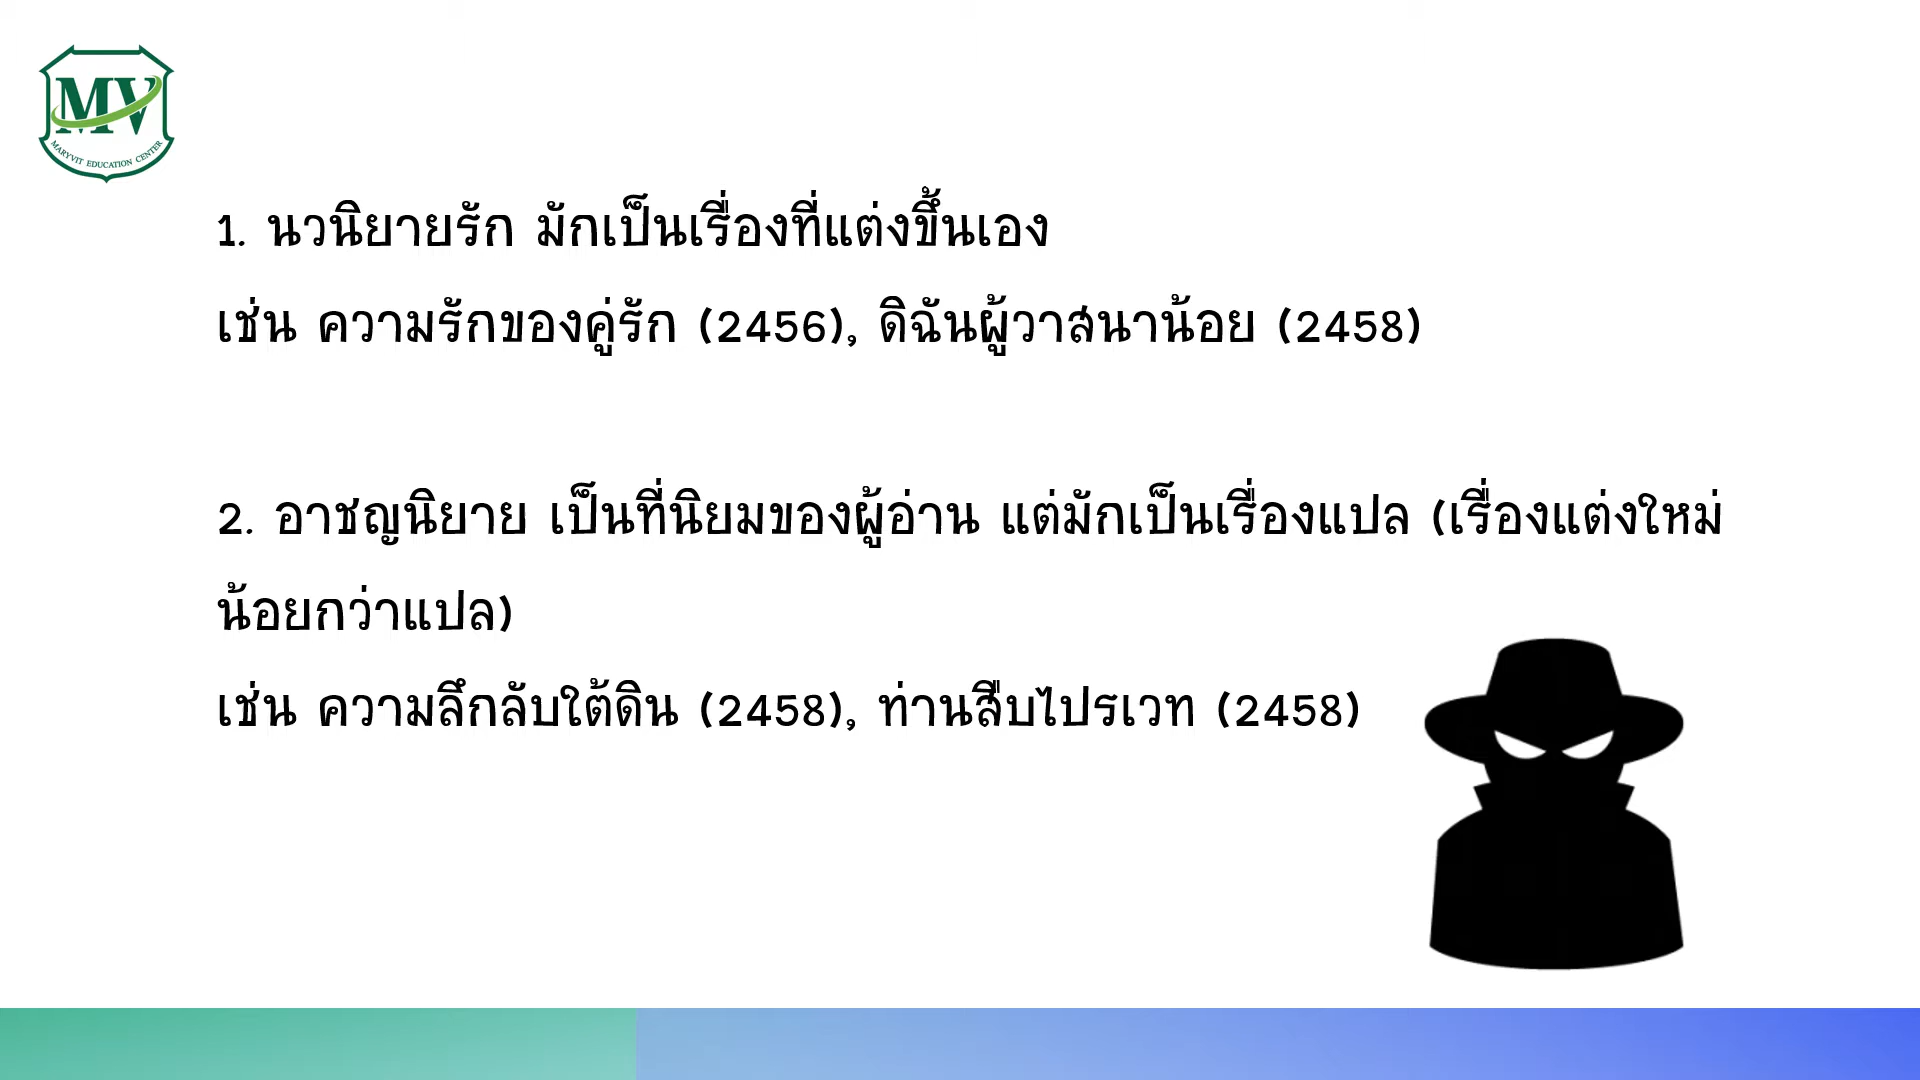 MV
MARYVIT EDUCATION CENTER
1. นวนิยายรัก มักเป็นเรื่องที่แต่งขึ้นเอง
เช่น ความรักของคู่รัก (2456), ดิฉันผู้วาสนาน้อย (2458)
2. อาชญนิยาย เป็นที่นิยมของผู้อ่าน แต่มักเป็นเรื่องแปล (เรื่องแต่งใหม่
น้อยกว่าแปล)
เช่น ความลึกลับใต้ดิน (2458), ท่านสืบไปรเวท (2458)